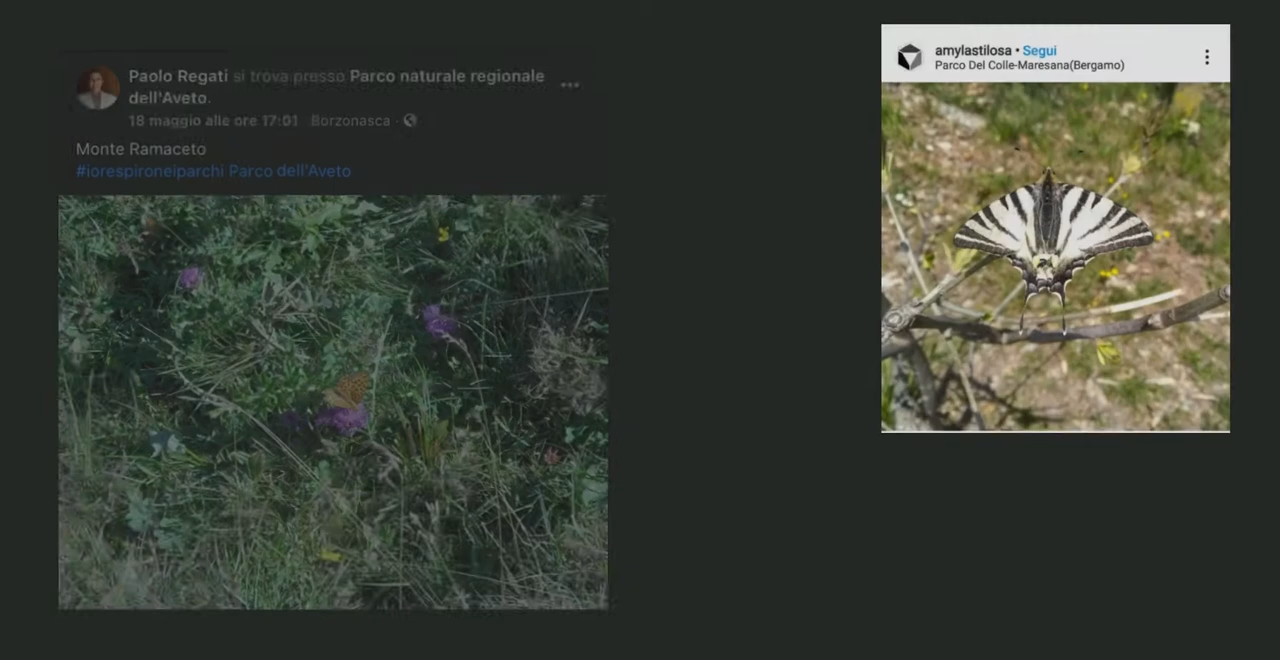 Paolo Regati si trova presso Parco naturale regionale
dell'Aveto.
18 maggio alle ore 17:01 Borzonasca ·
Monte Ramaceto
#iorespironeiparchi Parco dell'Aveto
amylastilosa • Segui
Parco Del Colle-Maresana(Bergamo)